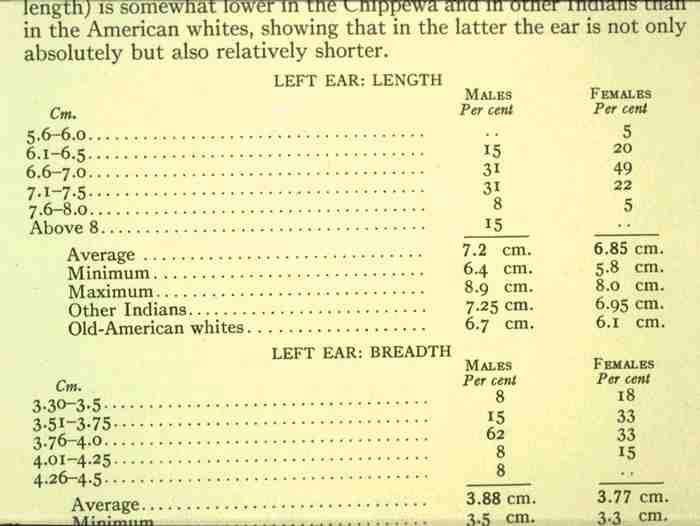 length) is somewhat lower in the Chippewa and in other Indians than
in the American whites, showing that in the latter the ear is not only
absolutely but also relatively shorter.
LEFT EAR: LENGTH
MALES FEMALES
Cm. Per cent Per cent
5.6–6.0.................................... .. 5
6.1–6.5.................................... 15 20
6.6–7.0.................................... 31 49
7.1–7.5.................................... 31 22
7.6–8.0.................................... 8 5
Above 8.................................... 15 ..
Average .............................. 7.2 cm. 6.85 cm.
Minimum.............................. 6.4 cm. 5.8 cm.
Maximum.............................. 8.9 cm. 8.0 cm.
Other Indians......................... 7.25 cm. 6.95 cm.
Old-American whites.................... 6.7 cm. 6.1 cm.
LEFT EAR: BREADTH
MALES FEMALES
Cm. Per cent Per cent
3.30–3.5................................... 8 18
3.51–3.75.................................. 15 33
3.76–4.0................................... 62 33
4.01–4.25.................................. 8 15
4.26–4.5................................... 8 ..
Average.............................. 3.88 cm. 3.77 cm.
Minimum 3.5 cm. 3.3 cm.